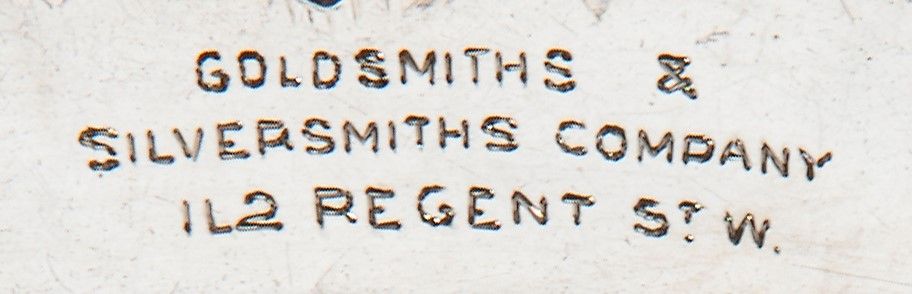 GOLDSMITHS &
SILVERSMITHS COMPANY
112 REGENT ST W.